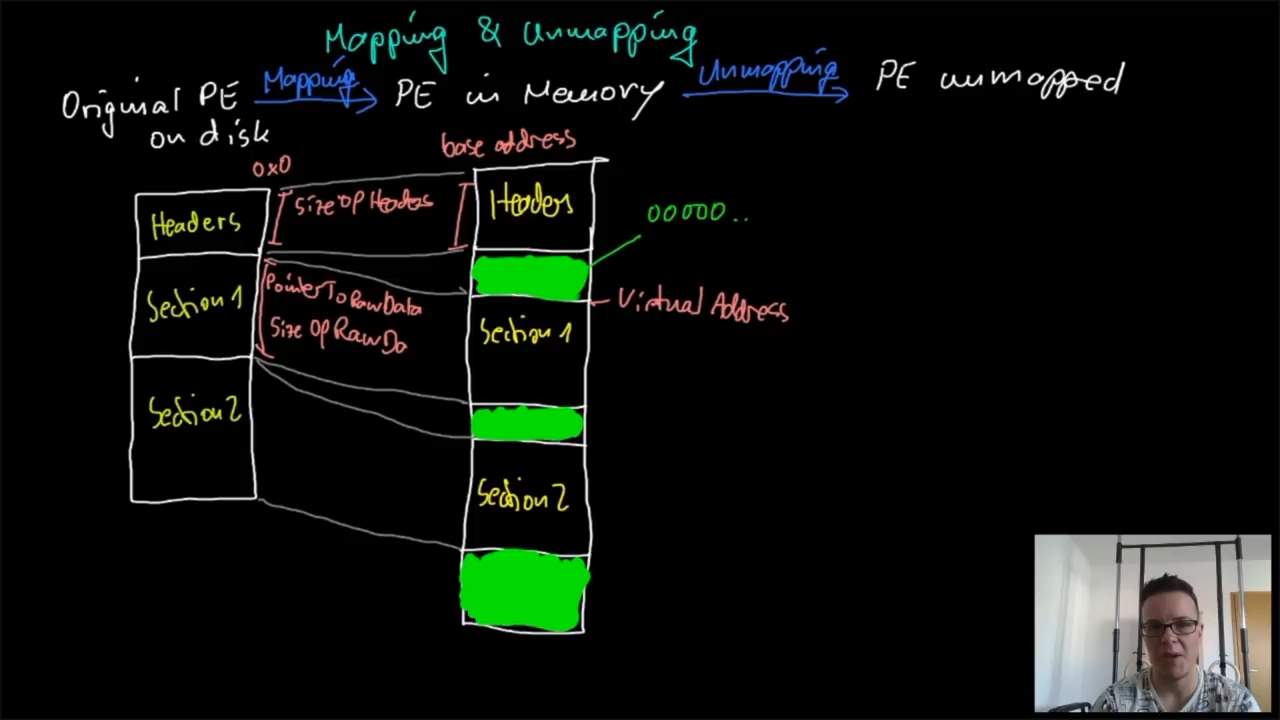 Mapping & Unmapping
Original PE on disk
Mapping
PE in Memory
Unmapping
PE unmapped
0x0
base address
Headers
Size Of Headers
Headers
00000..
Section 1
PointerToRawData
Size Of RawDa
Virtual Address
Section 1
Section 2
Section 2